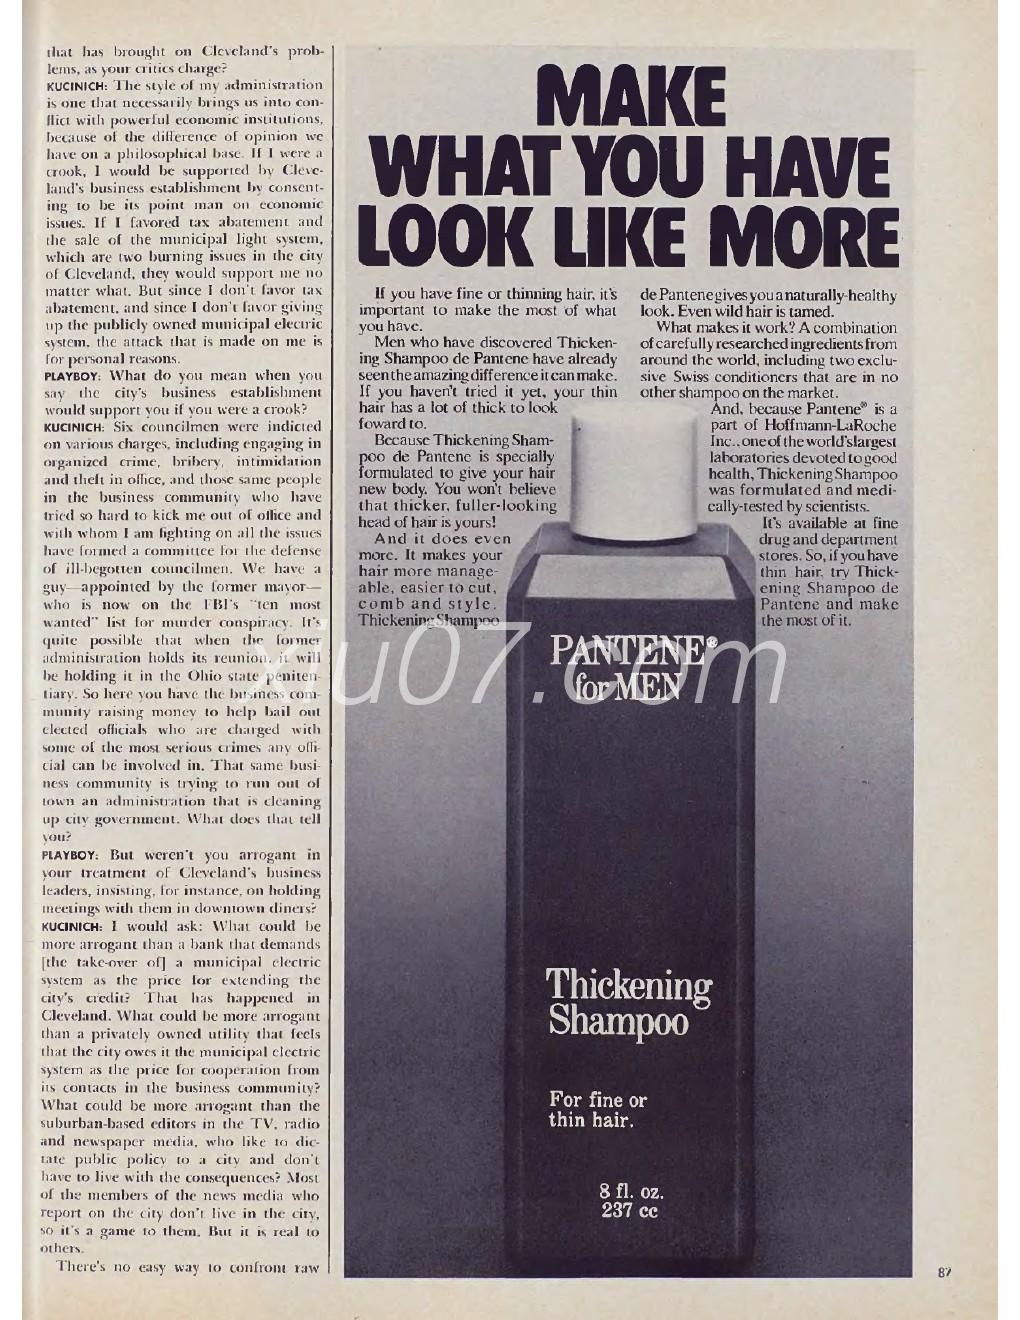 that has brought on Cleveland's prob-
lems, as your critics charge?
KUCINICH: The style of my administration
is one that necessarily brings us into con-
flict with powerful economic institutions,
because of the difference of opinion we
have on a philosophical base. If I were a
crook, I would be supported by Cleve-
land's business establishment by consent-
ing to be its point man on economic
issues. If I favored tax abatement and
the sale of the municipal light system,
which are two burning issues in the city
of Cleveland, they would support me no
matter what. But since I don't favor tax
abatement, and since I don't favor giving
up the publicly owned municipal electric
system, the attack that is made on me is
for personal reasons.
PLAYBOY: What do you mean when you
say the city's business establishment
would support you if you were a crook?
KUCINICH: Six councilmen were indicted
on various charges, including engaging in
organized crime, bribery, intimidation
and theft in office, and those same people
in the business community who have
tried so hard to kick me out of office and
with whom I am fighting on all the issues
have formed a committee for the defense
of ill-begotten councilmen. We have a
guy—appointed by the former mayor—
who is now on the FBI's "ten most
wanted" list for murder conspiracy. It's
quite possible that when the former
administration holds its reunion, it will
be holding it in the Ohio state peniten-
tiary. So here you have the business com-
munity raising money to help bail out
elected officials who are charged with
some of the most serious crimes any offi-
cial can be involved in. That same busi-
ness community is trying to run out of
town an administration that is cleaning
up city government. What does that tell
you?
PLAYBOY: But weren't you arrogant in
your treatment of Cleveland's business
leaders, insisting, for instance, on holding
meetings with them in downtown diners?
KUCINICH: I would ask: What could be
more arrogant than a bank that demands
[the take-over of] a municipal electric
system as the price for extending the
city's credit? That has happened in
Cleveland. What could be more arrogant
than a privately owned utility that feels
that the city owes it the municipal electric
system as the price for cooperation from
its contacts in the business community?
What could be more arrogant than the
suburban-based editors in the TV, radio
and newspaper media, who like to dic-
tate public policy to a city and don't
have to live with the consequences? Most
of the members of the news media who
report on the city don't live in the city,
so it's a game to them. But it is real to
others.
There's no easy way to confront raw
MAKE
WHAT YOU HAVE
LOOK LIKE MORE
If you have fine or thinning hair, it's
important to make the most of what
you have.
Men who have discovered Thicken-
ing Shampoo de Pantene have already
seen the amazing difference it can make.
If you haven't tried it yet, your thin
hair has a lot of thick to look
foward to.
Because Thickening Sham-
poo de Pantene is specially
formulated to give your hair
new body. You won't believe
that thicker, fuller-looking
head of hair is yours!
And it does even
more. It makes your
hair more manage-
able, easier to cut,
comb and style.
Thickening Shampoo
de Pantene gives you a naturally-healthy
look. Even wild hair is tamed.
What makes it work? A combination
of carefully researched ingredients from
around the world, including two exclu-
sive Swiss conditioners that are in no
other shampoo on the market.
And, because Pantene® is a
part of Hoffmann-LaRoche
Inc., one of the world's largest
laboratories devoted to good
health, Thickening Shampoo
was formulated and medi-
cally-tested by scientists.
It's available at fine
drug and department
stores. So, if you have
thin hair, try Thick-
ening Shampoo de
Pantene and make
the most of it.
PANTENE®
for MEN
xiu07.com
Thickening
Shampoo
For fine or
thin hair.
8 fl. oz.
237 cc
87